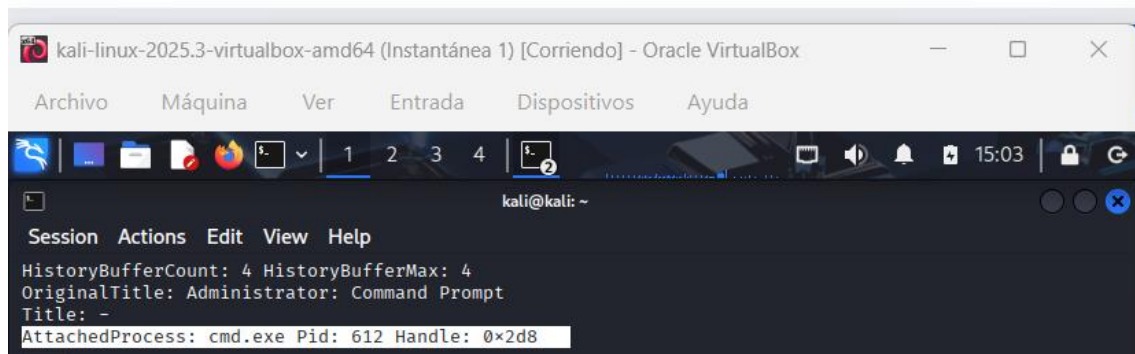 kali-linux-2025.3-virtualbox-amd64 (Instantánea 1) [Corriendo] - Oracle VirtualBox
Archivo Máquina Ver Entrada Dispositivos Ayuda
1 2 3 4 2 15:03
kali@kali: ~
Session Actions Edit View Help
HistoryBufferCount: 4 HistoryBufferMax: 4
OriginalTitle: Administrator: Command Prompt
Title: -
AttachedProcess: cmd.exe Pid: 612 Handle: 0×2d8